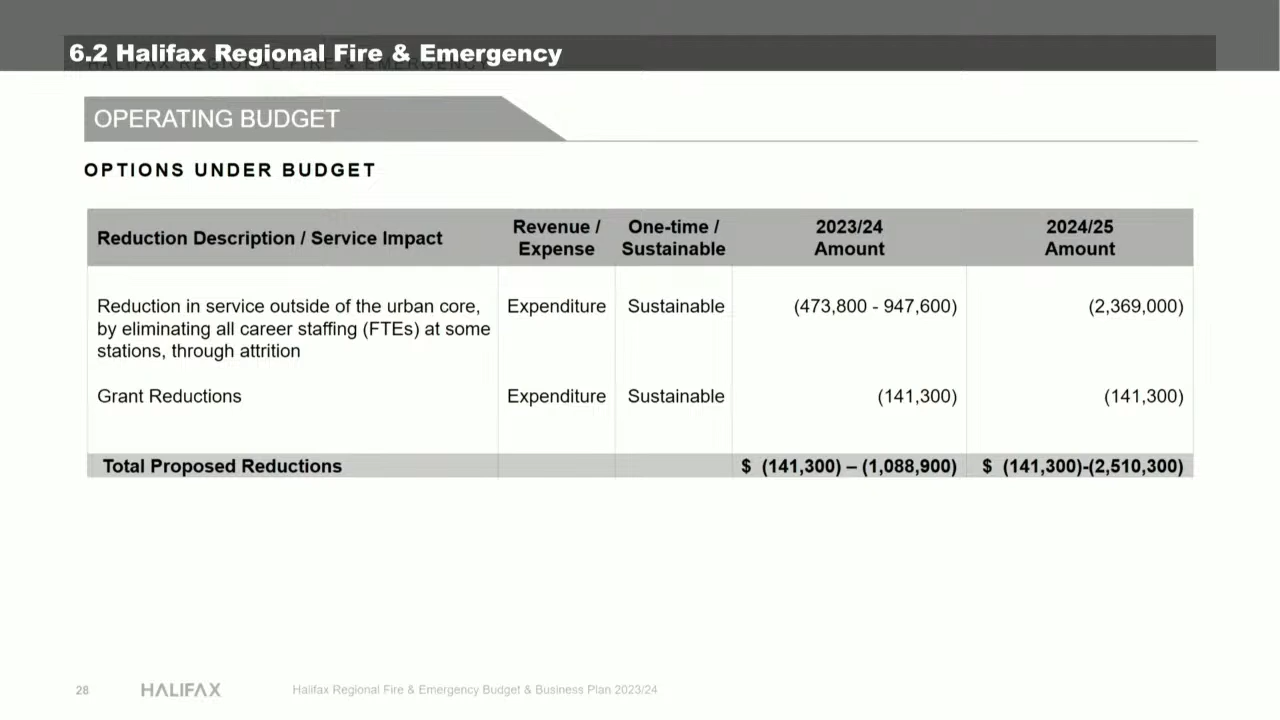 6.2 Halifax Regional Fire & Emergency
HALIFAX REGIONAL FIRE & EMERGENCY
OPERATING BUDGET
OPTIONS UNDER BUDGET
Reduction Description / Service Impact
Revenue /
Expense
One-time /
Sustainable
2023/24
Amount
2024/25
Amount
Reduction in service outside of the urban core,
by eliminating all career staffing (FTEs) at some
stations, through attrition
Expenditure
Sustainable
(473,800 - 947,600)
(2,369,000)
Grant Reductions
Expenditure
Sustainable
(141,300)
(141,300)
Total Proposed Reductions
$ (141,300) – (1,088,900)
$ (141,300)-(2,510,300)
28
HALIFAX
Halifax Regional Fire & Emergency Budget & Business Plan 2023/24